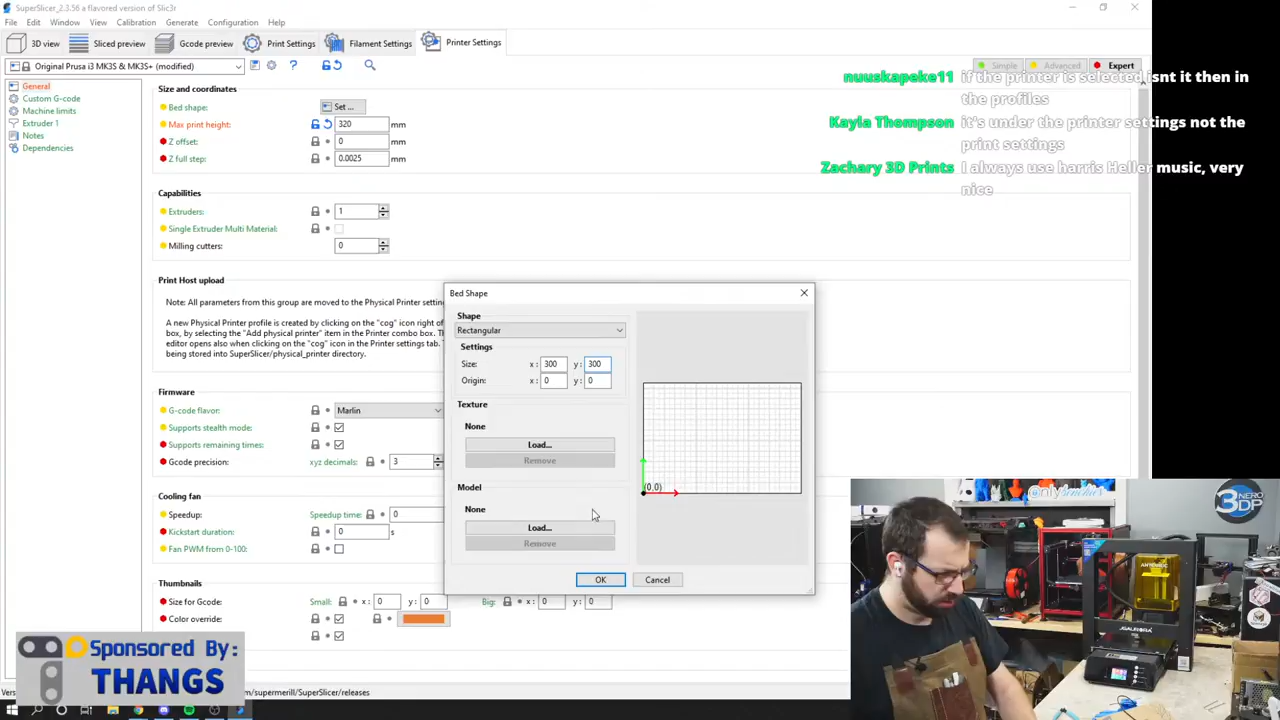 SuperSlicer_2.3.56 a flavored version of Slic3r
File Edit Window View Calibration Generate Configuration Help
3D view Sliced preview Gcode preview Print Settings Filament Settings Printer Settings
Original Prusa i3 MK3S & MK3S+ (modified) ? Simple Advanced Expert
nuuskapeke11 if the printer is selected isnt it then in
the profiles
Kayla Thompson it's under the printer settings not the
print settings
Zachary 3D Prints I always use harris Heller music, very
nice
General
Custom G-code
Machine limits
Extruder 1
Notes
Dependencies
Size and coordinates
Bed shape: Set ...
Max print height: 320 mm
Z offset: 0 mm
Z full step: 0.0025 mm
Capabilities
Extruders: 1
Single Extruder Multi Material:
Milling cutters: 0
Print Host upload
Note: All parameters from this group are moved to the Physical Printer settin
A new Physical Printer profile is created by clicking on the "cog" icon right of
box, by selecting the "Add physical printer" item in the Printer combo box. T
editor opens also when clicking on the "cog" icon in the Printer settings tab. T
being stored into SuperSlicer/physical_printer directory.
Firmware
G-code flavor: Marlin
Supports stealth mode:
Supports remaining times:
Gcode precision: xyz decimals: 3
Cooling fan
Speedup: Speedup time: 0
Kickstart duration: 0 s
Fan PWM from 0-100:
Thumbnails
Size for Gcode: Small: x: 0 y: 0 Big: x: 0 y: 0
Color override:
Bed Shape
Shape
Rectangular
Settings
Size: x: 300 y: 300
Origin: x: 0 y: 0
Texture
None
Load...
Remove
Model
None
Load...
Remove
(0,0)
OK Cancel
Sponsored By:
THANGS
Vers
om/supermerill/SuperSlicer/releases
NERO
3DP